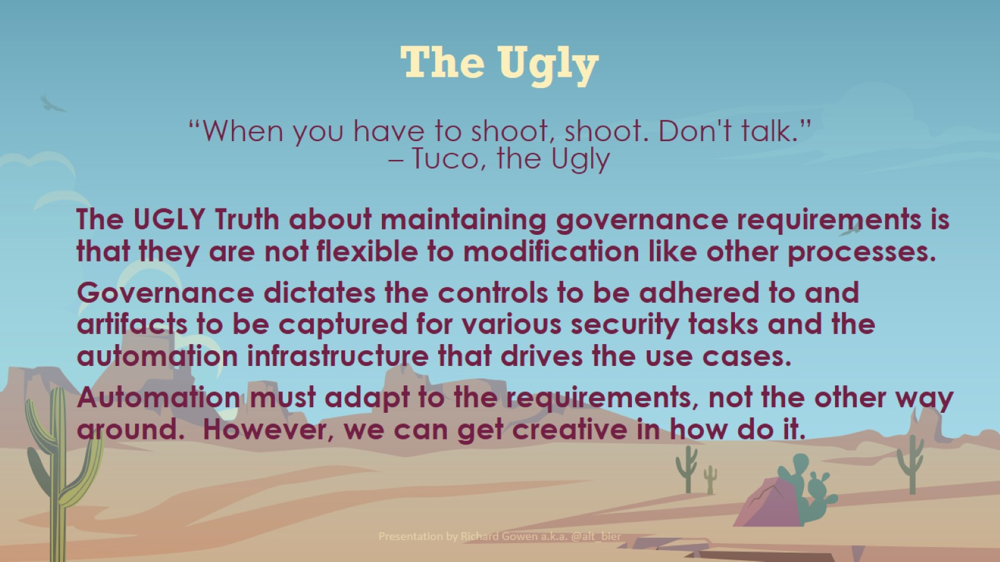 The Ugly
“When you have to shoot, shoot. Don't talk.”
– Tuco, the Ugly
The UGLY Truth about maintaining governance requirements is
that they are not flexible to modification like other processes.
Governance dictates the controls to be adhered to and
artifacts to be captured for various security tasks and the
automation infrastructure that drives the use cases.
Automation must adapt to the requirements, not the other way
around.  However, we can get creative in how do it.
Presentation by Richard Gowen a.k.a. @alt_bier